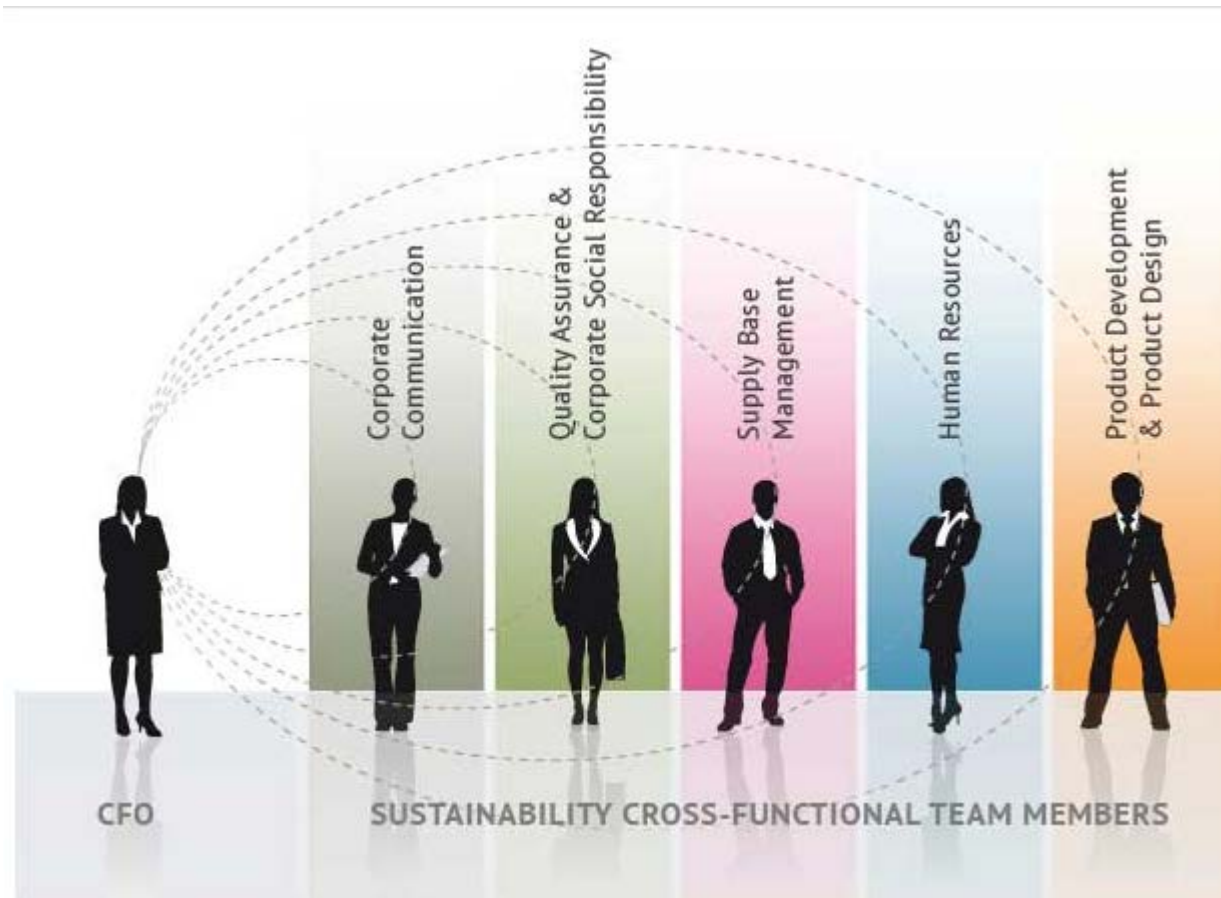 Corporate
Communication
Quality Assurance &
Corporate Social Responsibility
Supply Base
Management
Human Resources
Product Development
& Product Design
CFO
SUSTAINABILITY CROSS-FUNCTIONAL TEAM MEMBERS